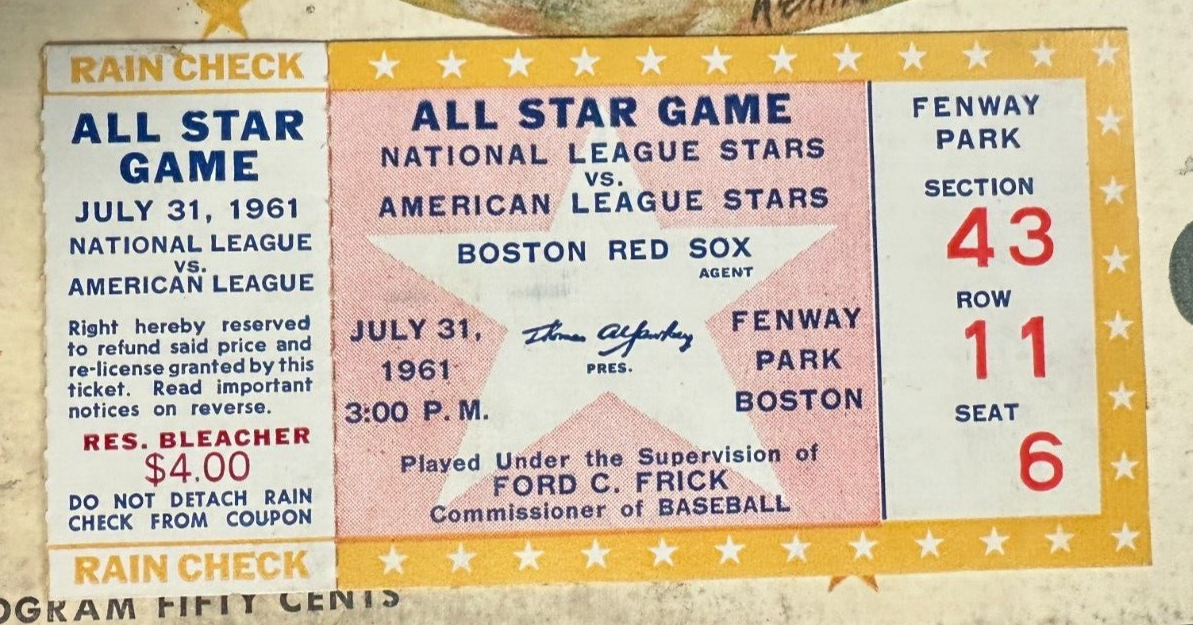 RAIN CHECK
ALL STAR
GAME
JULY 31, 1961
NATIONAL LEAGUE
vs.
AMERICAN LEAGUE
Right hereby reserved
to refund said price and
re-license granted by this
ticket. Read important
notices on reverse.
RES. BLEACHER
$4.00
DO NOT DETACH RAIN
CHECK FROM COUPON
RAIN CHECK
ALL STAR GAME
NATIONAL LEAGUE STARS
VS.
AMERICAN LEAGUE STARS
BOSTON RED SOX
AGENT
JULY 31,
1961
3:00 P.M.
Thomas A Yawkey
PRES.
FENWAY
PARK
BOSTON
Played Under the Supervision of
FORD C. FRICK
Commissioner of BASEBALL
FENWAY
PARK
SECTION
43
ROW
11
SEAT
6
OGRAM FIFTY CENTS